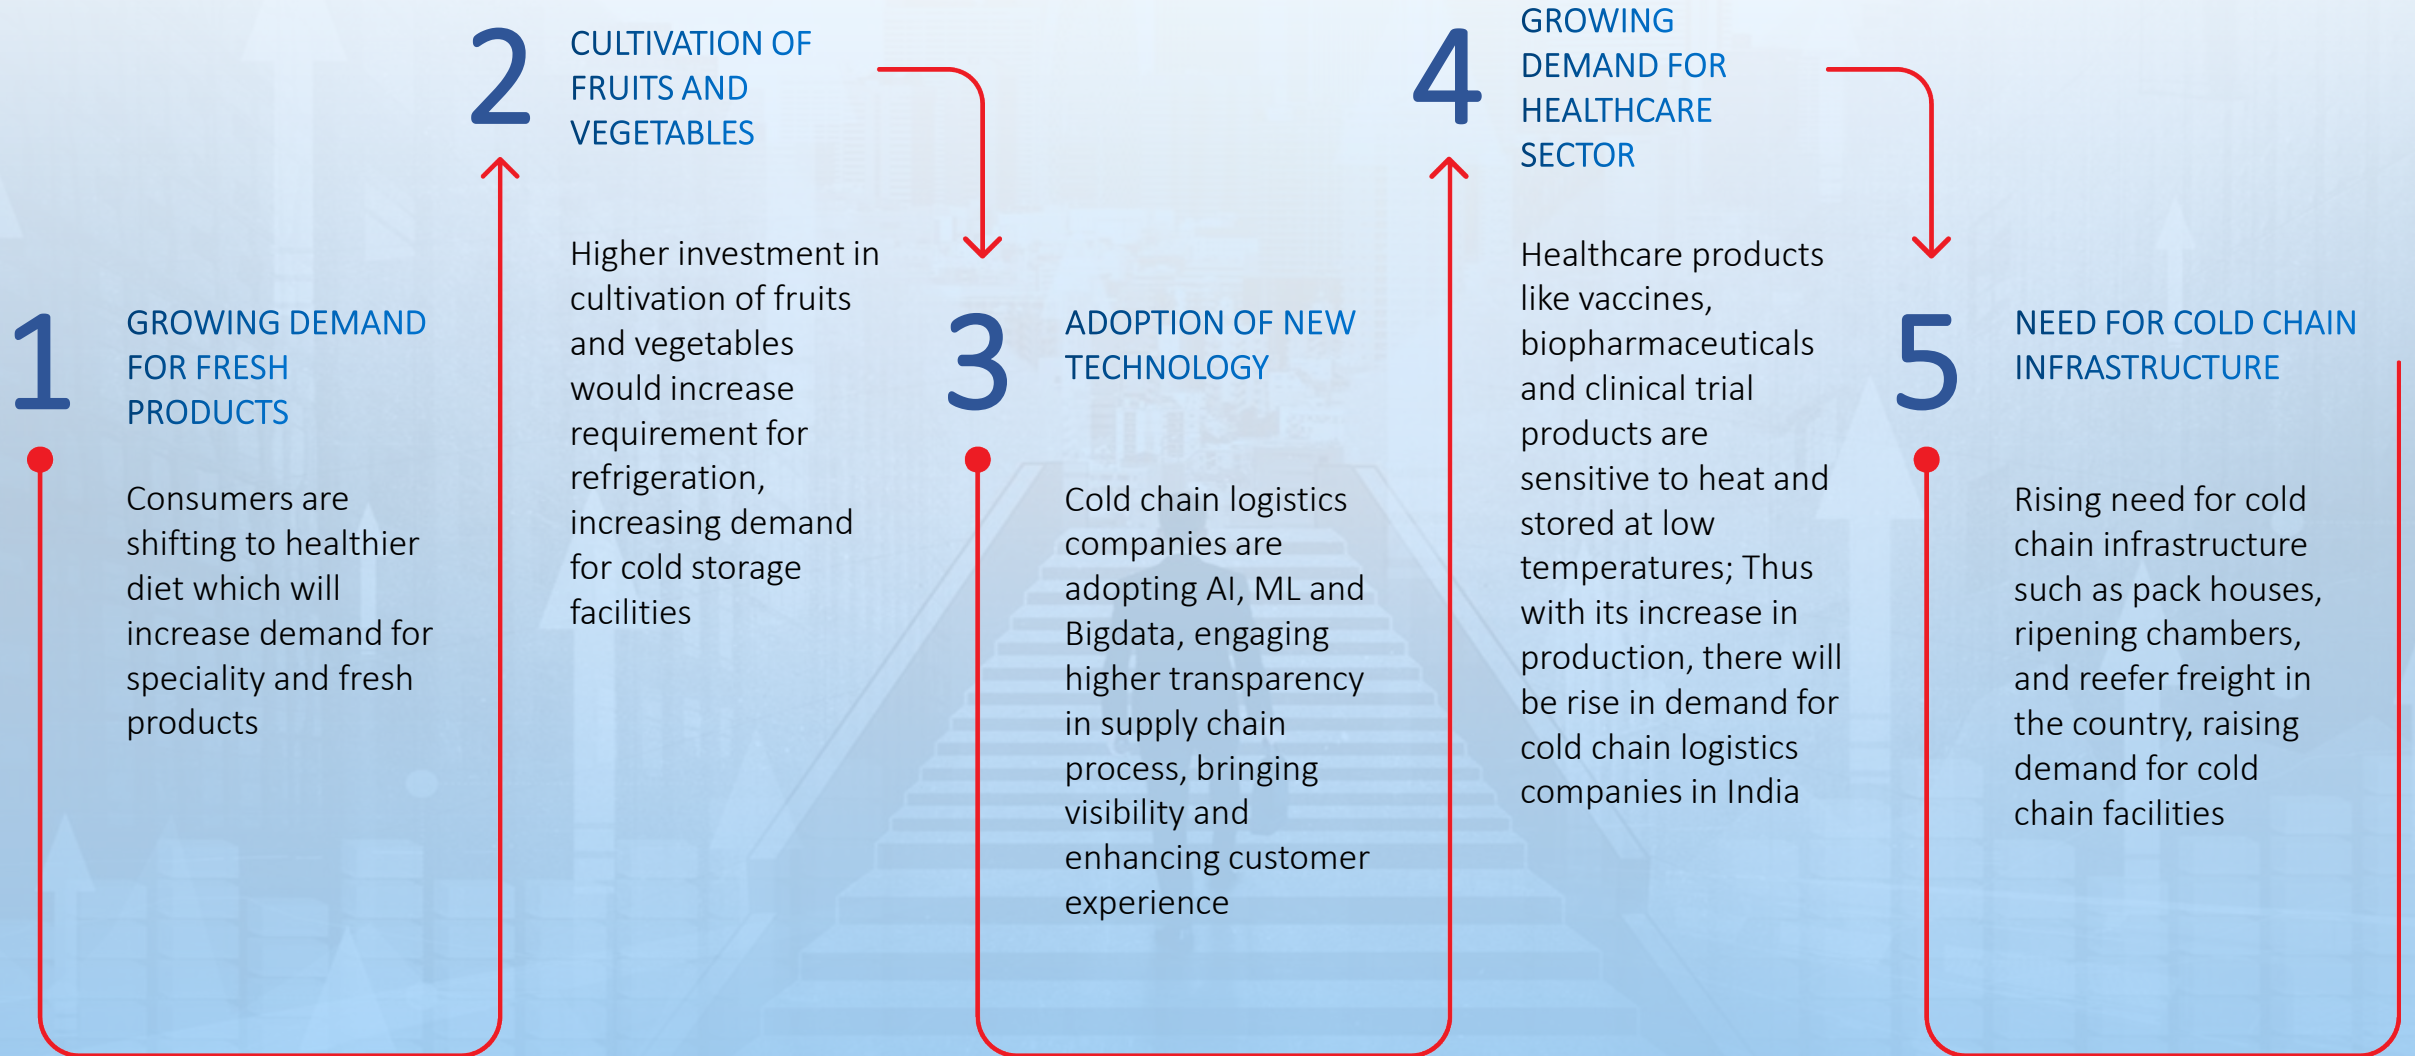 1
GROWING DEMAND
FOR FRESH
PRODUCTS
Consumers are
shifting to healthier
diet which will
increase demand for
speciality and fresh
products
2
CULTIVATION OF
FRUITS AND
VEGETABLES
Higher investment in
cultivation of fruits
and vegetables
would increase
requirement for
refrigeration,
increasing demand
for cold storage
facilities
3
ADOPTION OF NEW
TECHNOLOGY
Cold chain logistics
companies are
adopting AI, ML and
Bigdata, engaging
higher transparency
in supply chain
process, bringing
visibility and
enhancing customer
experience
4
GROWING
DEMAND FOR
HEALTHCARE
SECTOR
Healthcare products
like vaccines,
biopharmaceuticals
and clinical trial
products are
sensitive to heat and
stored at low
temperatures; Thus
with its increase in
production, there will
be rise in demand for
cold chain logistics
companies in India
5
NEED FOR COLD CHAIN
INFRASTRUCTURE
Rising need for cold
chain infrastructure
such as pack houses,
ripening chambers,
and reefer freight in
the country, raising
demand for cold
chain facilities